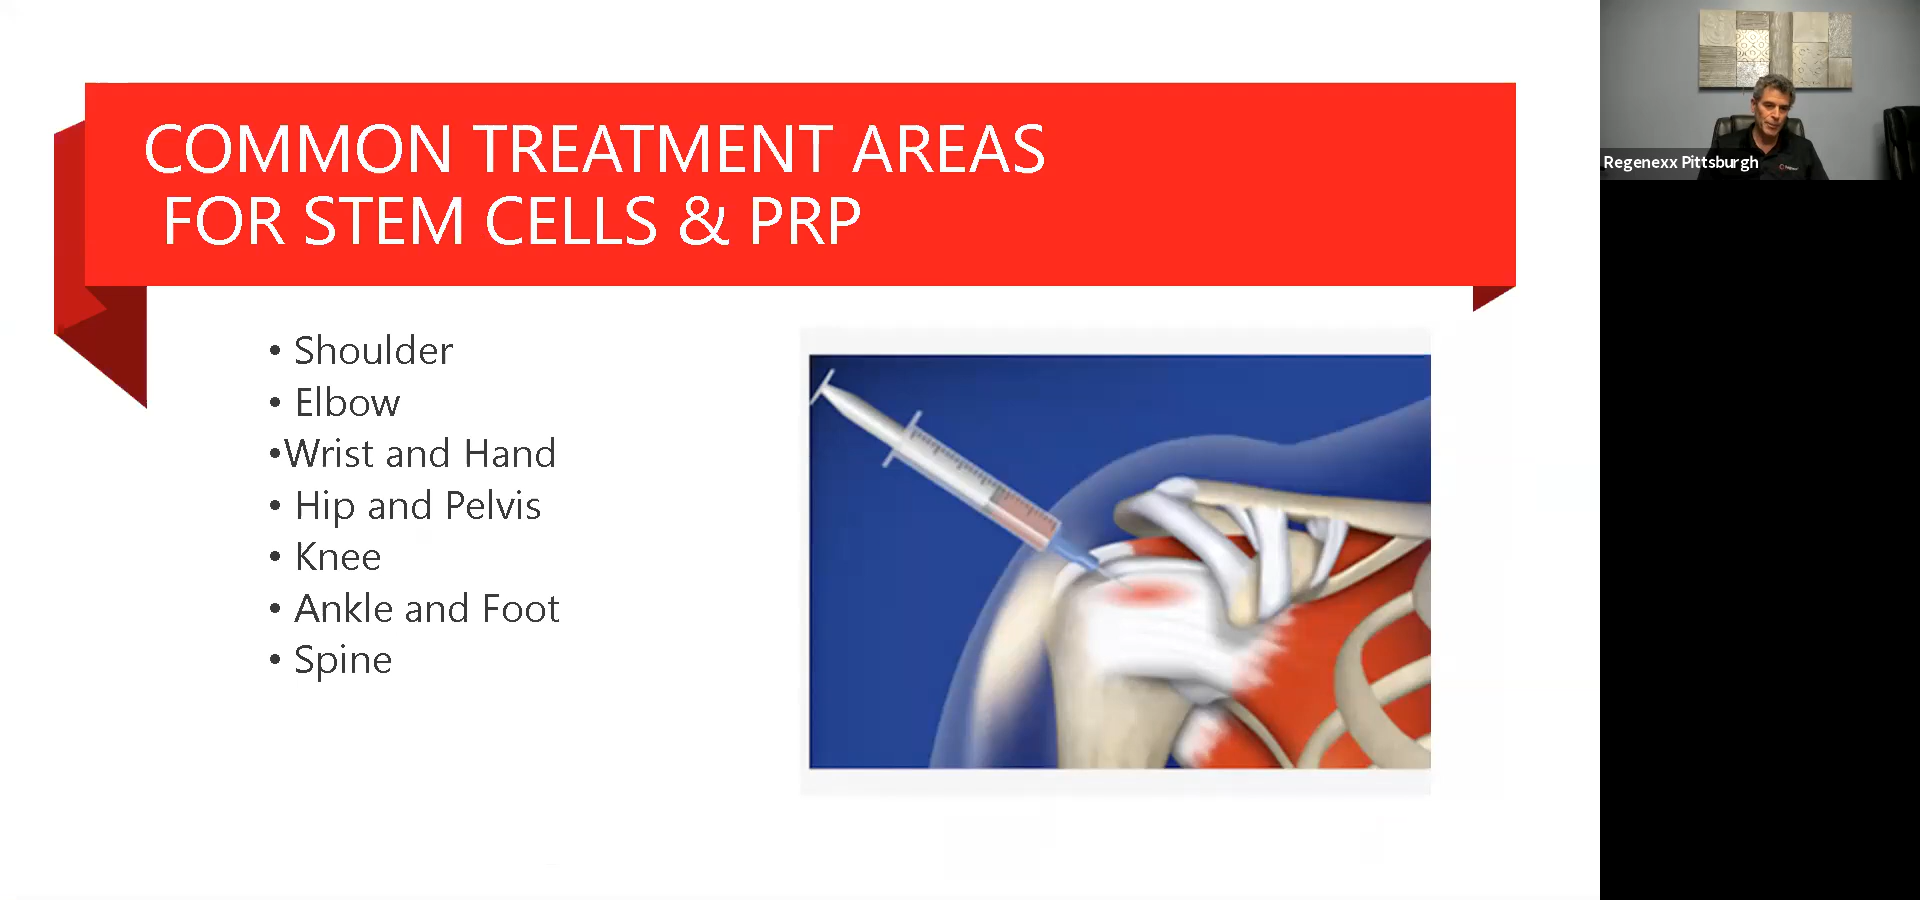 COMMON TREATMENT AREAS
FOR STEM CELLS & PRP
• Shoulder
• Elbow
•Wrist and Hand
• Hip and Pelvis
• Knee
• Ankle and Foot
• Spine
Regenexx Pittsburgh